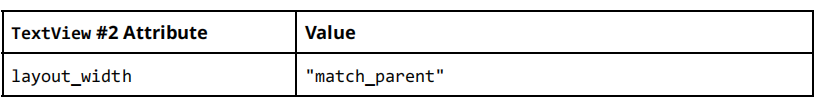 TextView #2 Attribute Value
layout_width "match_parent"